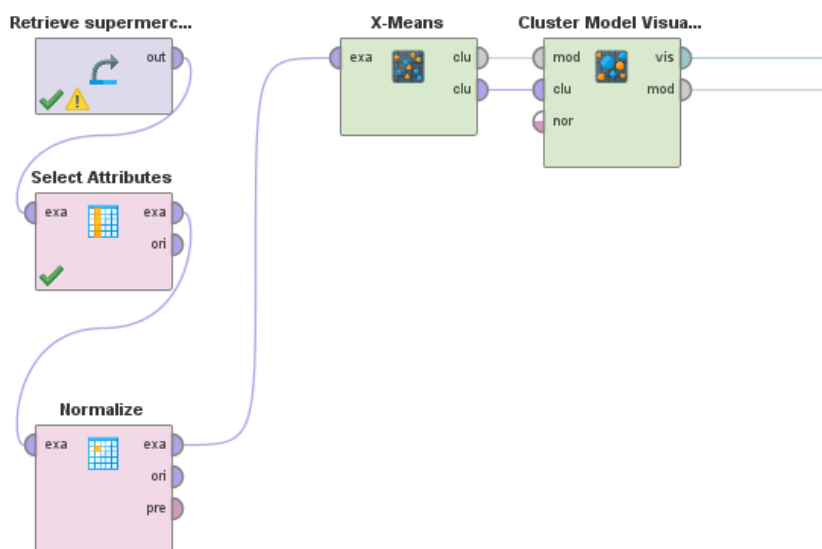 Retrieve supermerc...
out
Select Attributes
exa exa
ori
Normalize
exa exa
ori
pre
X-Means
exa clu
clu
Cluster Model Visua...
mod vis
clu mod
nor